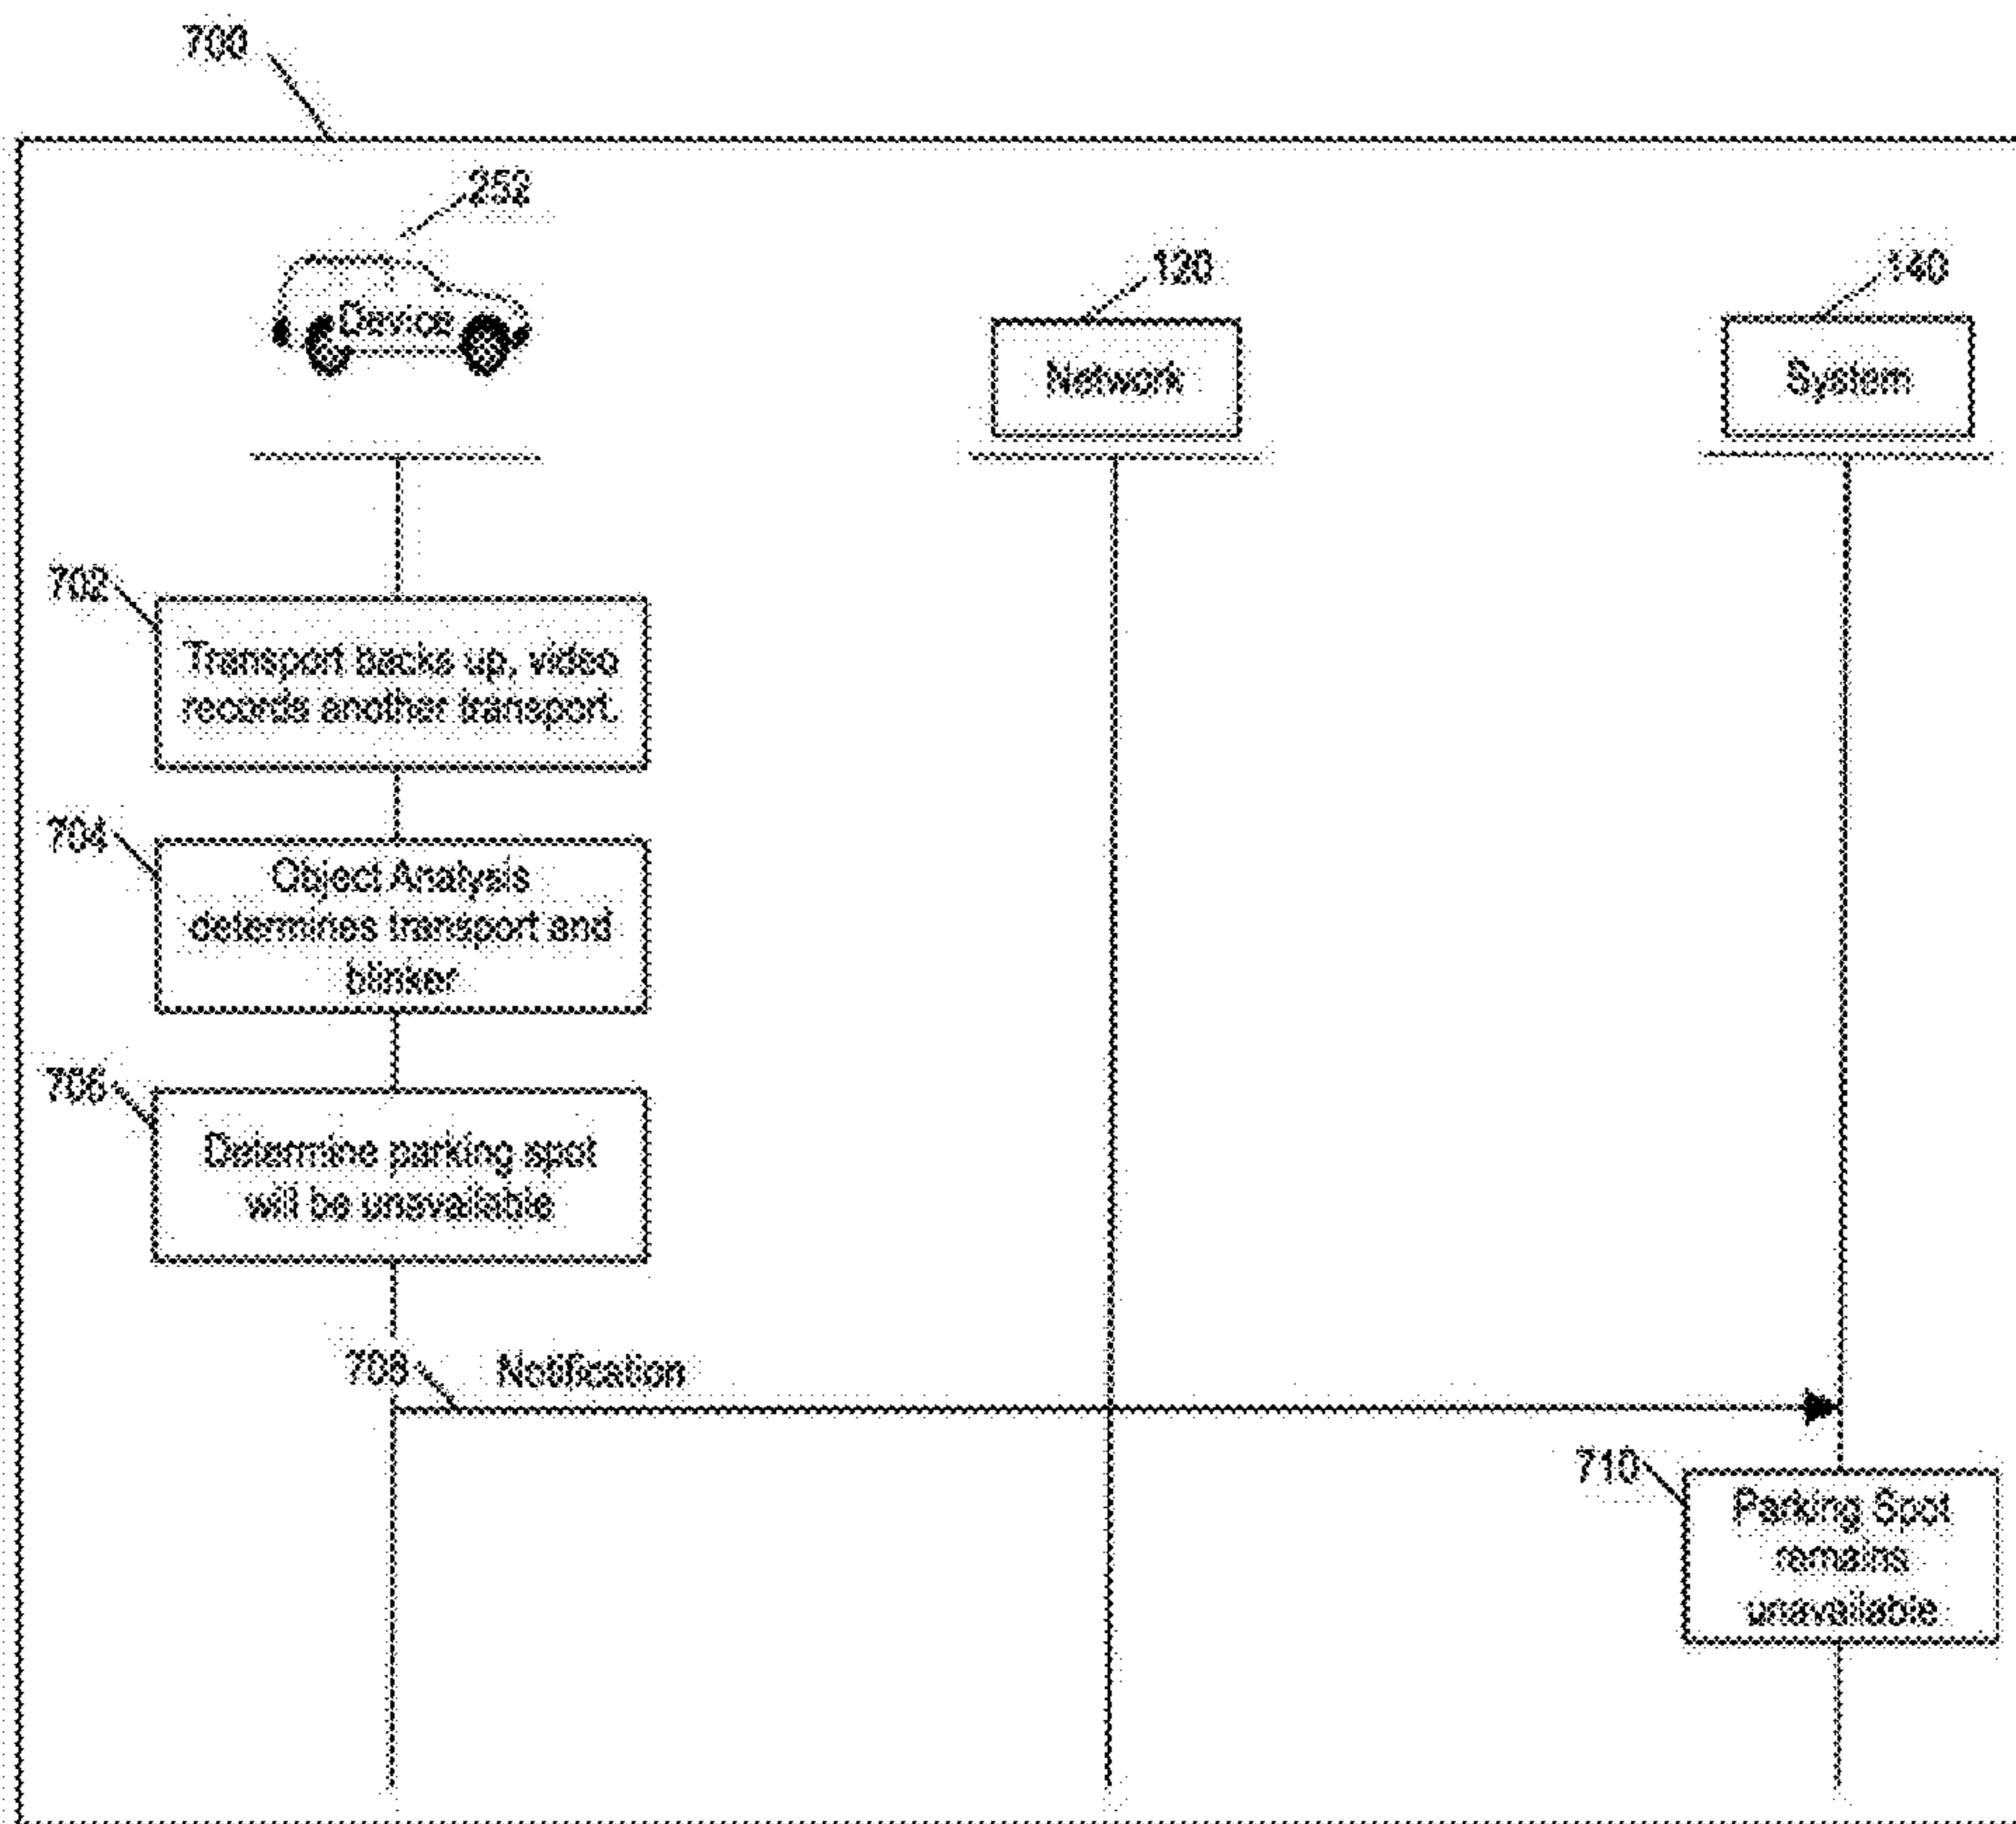 700
252
Device
120
Network
140
System
702
Transport backs up, video
records another transport.
704
Object Analysis
determines transport and
blinker
706
Determine parking spot
will be unavailable
708
Notification
710
Parking Spot
remains
unavailable